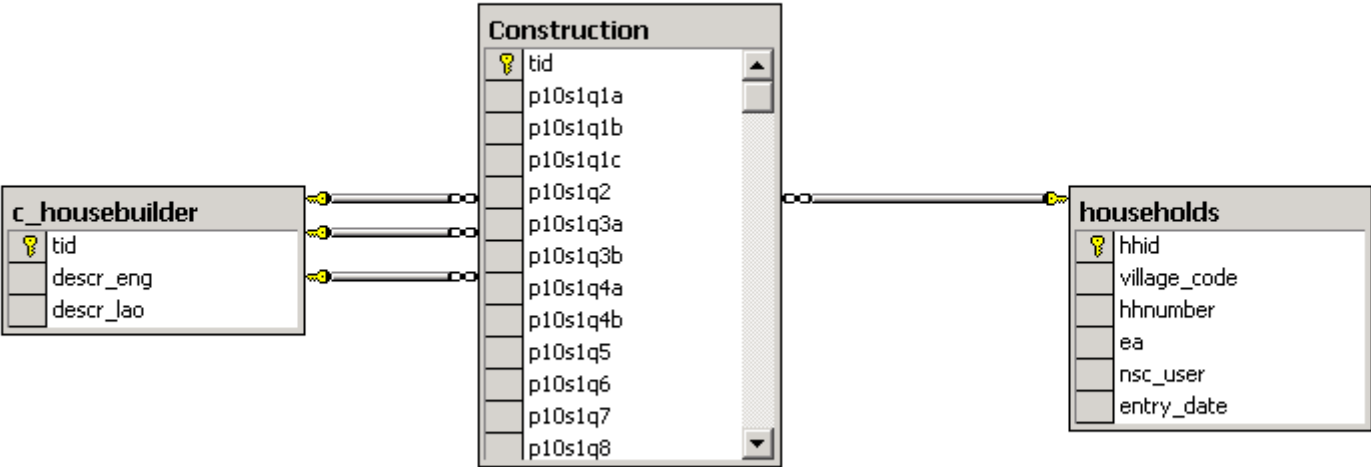 Construction
tid
p10s1q1a
p10s1q1b
p10s1q1c
p10s1q2
p10s1q3a
p10s1q3b
p10s1q4a
p10s1q4b
p10s1q5
p10s1q6
p10s1q7
p10s1q8
c_housebuilder
tid
descr_eng
descr_lao
households
hhid
village_code
hhnumber
ea
nsc_user
entry_date